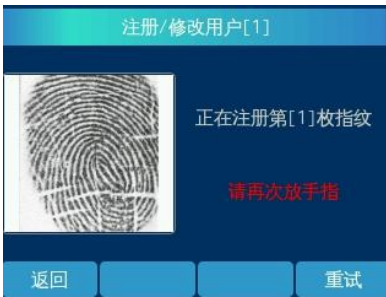 注册/修改用户[1]
正在注册第[1]枚指纹
请再次放手指
返回
重试